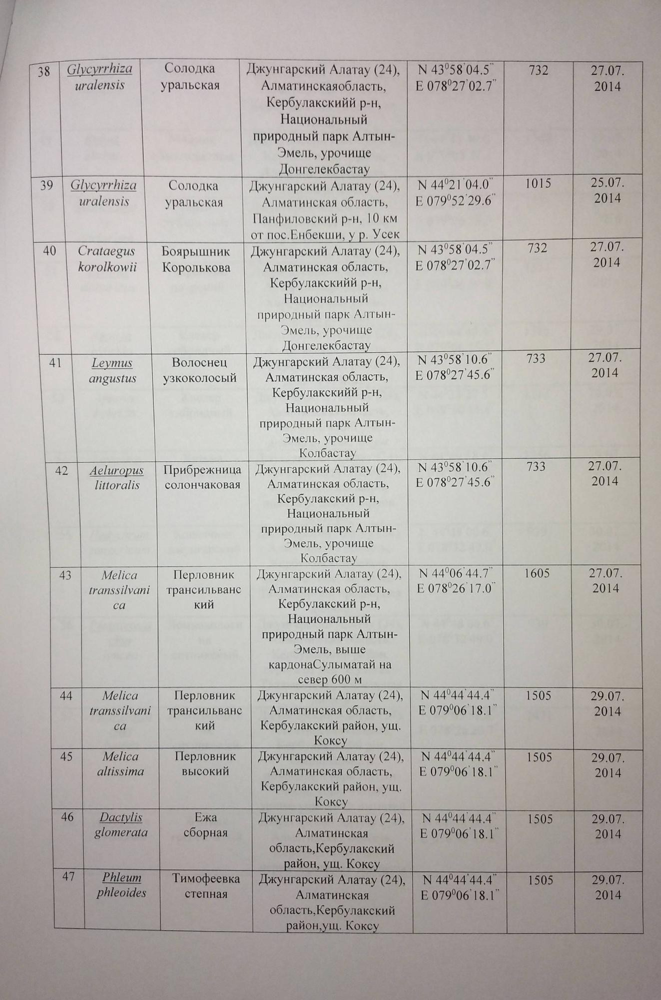 38
Glycyrrhiza
uralensis
Солодка
уральская
Джунгарский Алатау (24),
Алматинскаяобласть,
Кербулакскийй р-н,
Национальный
природный парк Алтын-
Эмель, урочище
Донгелекбастау
N 43⁰58'04.5"
E 078⁰27'02.7"
732
27.07.
2014
39
Glycyrrhiza
uralensis
Солодка
уральская
Джунгарский Алатау (24),
Алматинская область,
Панфиловский р-н, 10 км
от пос.Енбекши, у р. Усек
N 44⁰21'04.0"
E 079⁰52'29.6"
1015
25.07.
2014
40
Crataegus
korolkowii
Боярышник
Королькова
Джунгарский Алатау (24),
Алматинская область,
Кербулакскийй р-н,
Национальный
природный парк Алтын-
Эмель, урочище
Донгелекбастау
N 43⁰58'04.5"
E 078⁰27'02.7"
732
27.07.
2014
41
Leymus
angustus
Волоснец
узкоколосый
Джунгарский Алатау (24),
Алматинская область,
Кербулакскийй р-н,
Национальный
природный парк Алтын-
Эмель, урочище
Колбастау
N 43⁰58'10.6"
E 078⁰27'45.6"
733
27.07.
2014
42
Aeluropus
littoralis
Прибрежница
солончаковая
Джунгарский Алатау (24),
Алматинская область,
Кербулакский р-н,
Национальный
природный парк Алтын-
Эмель, урочище
Колбастау
N 43⁰58'10.6"
E 078⁰27'45.6"
733
27.07.
2014
43
Melica
transsilvani
ca
Перловник
трансильванс
кий
Джунгарский Алатау (24),
Алматинская область,
Кербулакский р-н,
Национальный
природный парк Алтын-
Эмель, выше
кардонаСулыматай на
север 600 м
N 44⁰06'44.7"
E 078⁰26'17.0"
1605
27.07.
2014
44
Melica
transsilvani
ca
Перловник
трансильванс
кий
Джунгарский Алатау (24),
Алматинская область,
Кербулакский район, ущ.
Коксу
N 44⁰44'44.4"
E 079⁰06'18.1"
1505
29.07.
2014
45
Melica
altissima
Перловник
высокий
Джунгарский Алатау (24),
Алматинская область,
Кербулакский район, ущ.
Коксу
N 44⁰44'44.4"
E 079⁰06'18.1"
1505
29.07.
2014
46
Dactylis
glomerata
Ежа
сборная
Джунгарский Алатау (24),
Алматинская
область,Кербулакский
район, ущ. Коксу
N 44⁰44'44.4"
E 079⁰06'18.1"
1505
29.07.
2014
47
Phleum
phleoides
Тимофеевка
степная
Джунгарский Алатау (24),
Алматинская
область,Кербулакский
район,ущ. Коксу
N 44⁰44'44.4"
E 079⁰06'18.1"
1505
29.07.
2014